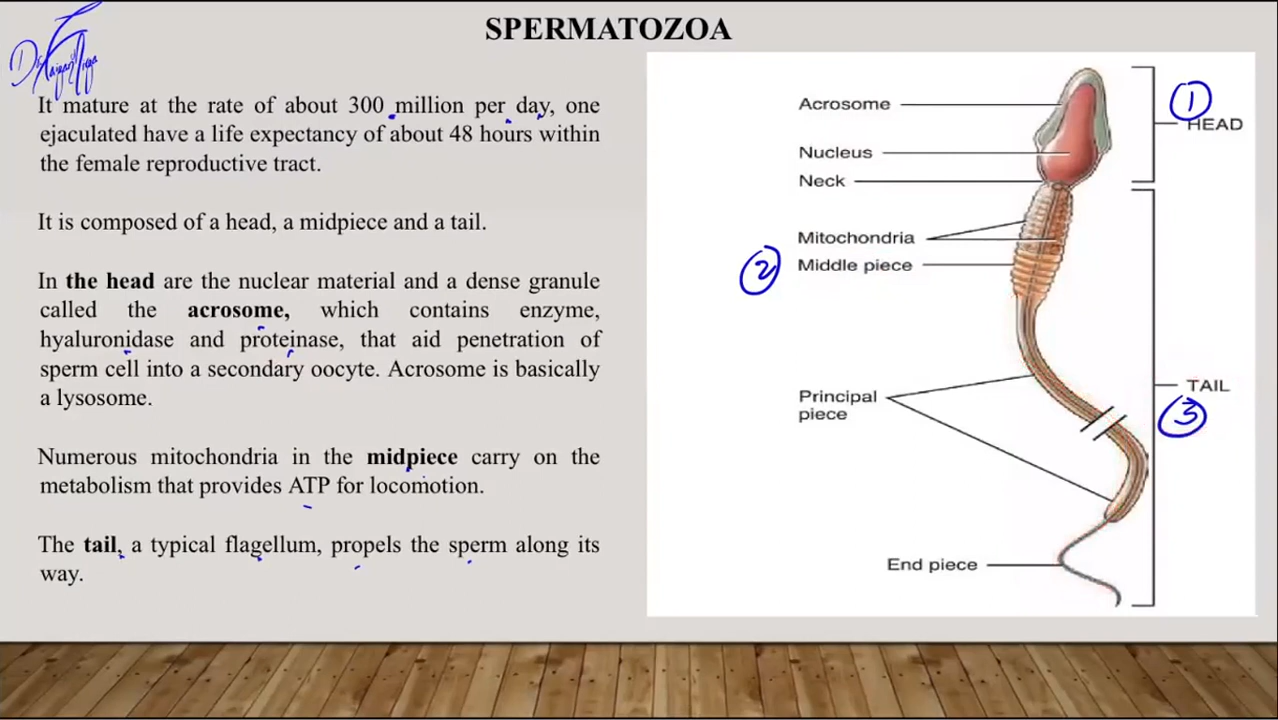 SPERMATOZOA
It mature at the rate of about 300 million per day, one
ejaculated have a life expectancy of about 48 hours within
the female reproductive tract.
It is composed of a head, a midpiece and a tail.
In the head are the nuclear material and a dense granule
called the acrosome, which contains enzyme,
hyaluronidase and proteinase, that aid penetration of
sperm cell into a secondary oocyte. Acrosome is basically
a lysosome.
Numerous mitochondria in the midpiece carry on the
metabolism that provides ATP for locomotion.
The tail, a typical flagellum, propels the sperm along its
way.
Acrosome
1
HEAD
Nucleus
Neck
Mitochondria
2 Middle piece
Principal
piece
TAIL
3
End piece